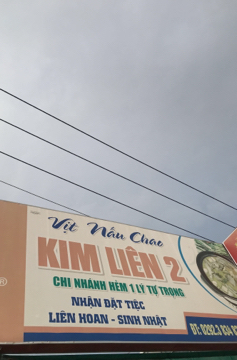 Vịt Nấu Chao
KIM LIÊN 2
CHI NHÁNH HẺM 1 LÝ TỰ TRỌNG
NHẬN ĐẶT TIỆC
LIÊN HOAN - SINH NHẬT